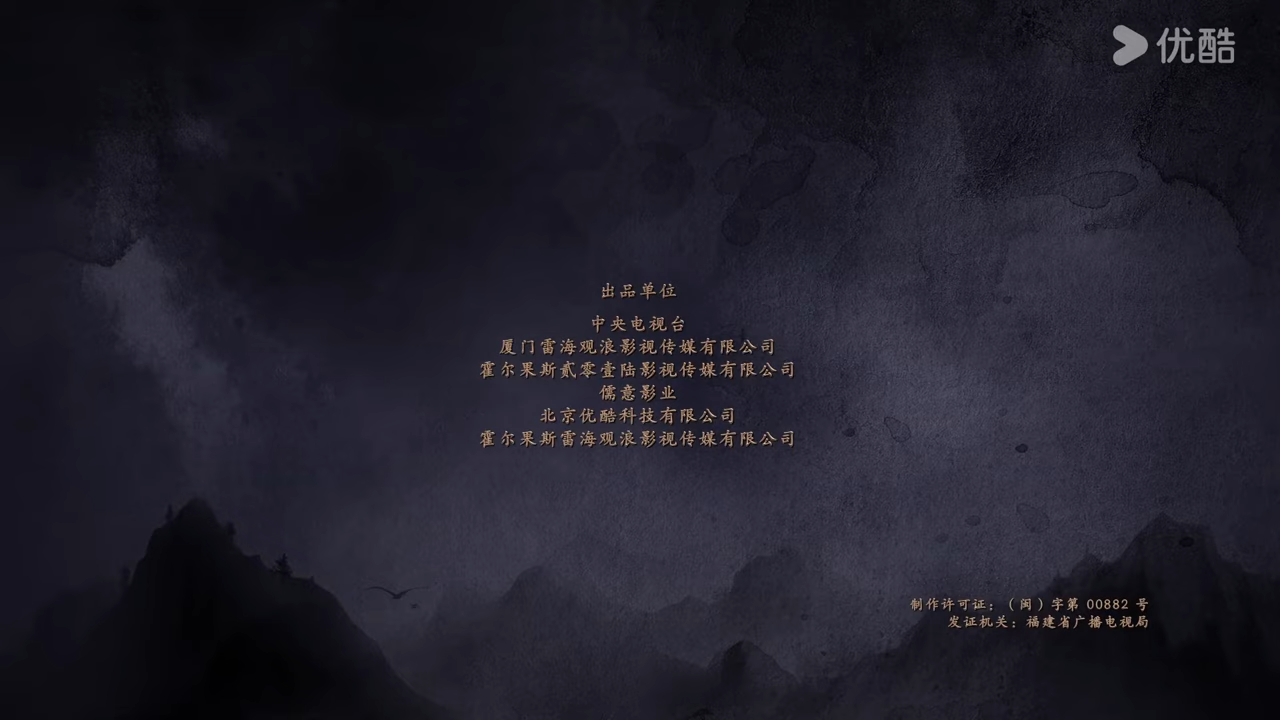 优酷
出品单位
中央电视台
厦门雷海观浪影视传媒有限公司
霍尔果斯贰零壹陆影视传媒有限公司
儒意影业
北京优酷科技有限公司
霍尔果斯雷海观浪影视传媒有限公司
制作许可证：（闽）字第 00882 号
发证机关：福建省广播电视局